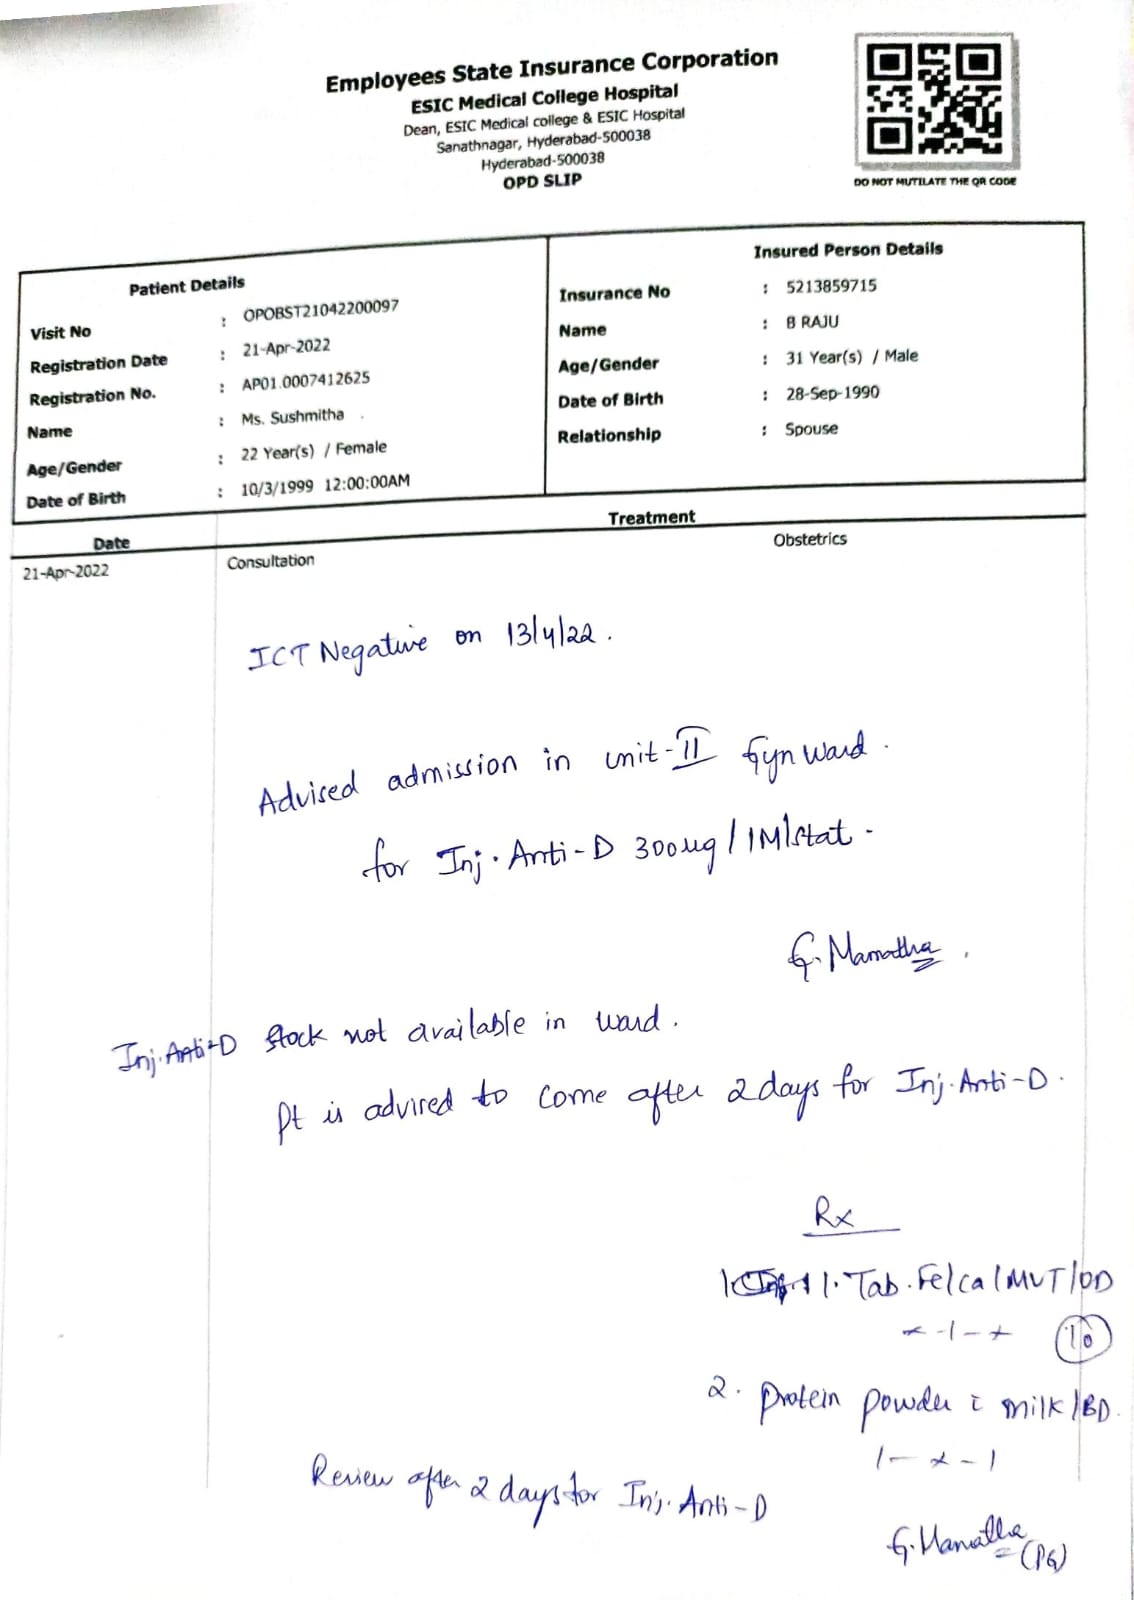 Employees State Insurance Corporation
ESIC Medical College Hospital
Dean, ESIC Medical college & ESIC Hospital
Sanathnagar, Hyderabad-500038
Hyderabad-500038
OPD SLIP
DO NOT MUTILATE THE QR CODE
Patient Details
Visit No : OPOBST21042200097
Registration Date : 21-Apr-2022
Registration No. : AP01.0007412625
Name : Ms. Sushmitha
Age/Gender : 22 Year(s) / Female
Date of Birth : 10/3/1999 12:00:00AM
Insured Person Details
Insurance No : 5213859715
Name : B RAJU
Age/Gender : 31 Year(s) / Male
Date of Birth : 28-Sep-1990
Relationship : Spouse
Date Treatment
21-Apr-2022 Consultation Obstetrics
ICT Negative on 13/4/22.
Advised admission in unit-II Gyn ward.
for Inj. Anti-D 300ug/IM/stat.
G. Mamatha.
Inj. Anti-D stock not available in ward.
Pt is advised to come after 2 days for Inj. Anti-D.
Rx
1. Tab. Fe/Ca/MVT/OD
x-1-x 10
2. Protein powder c milk/BD.
1-x-1
Review after 2 days for Inj. Anti-D
G. Mamatha
(PG)